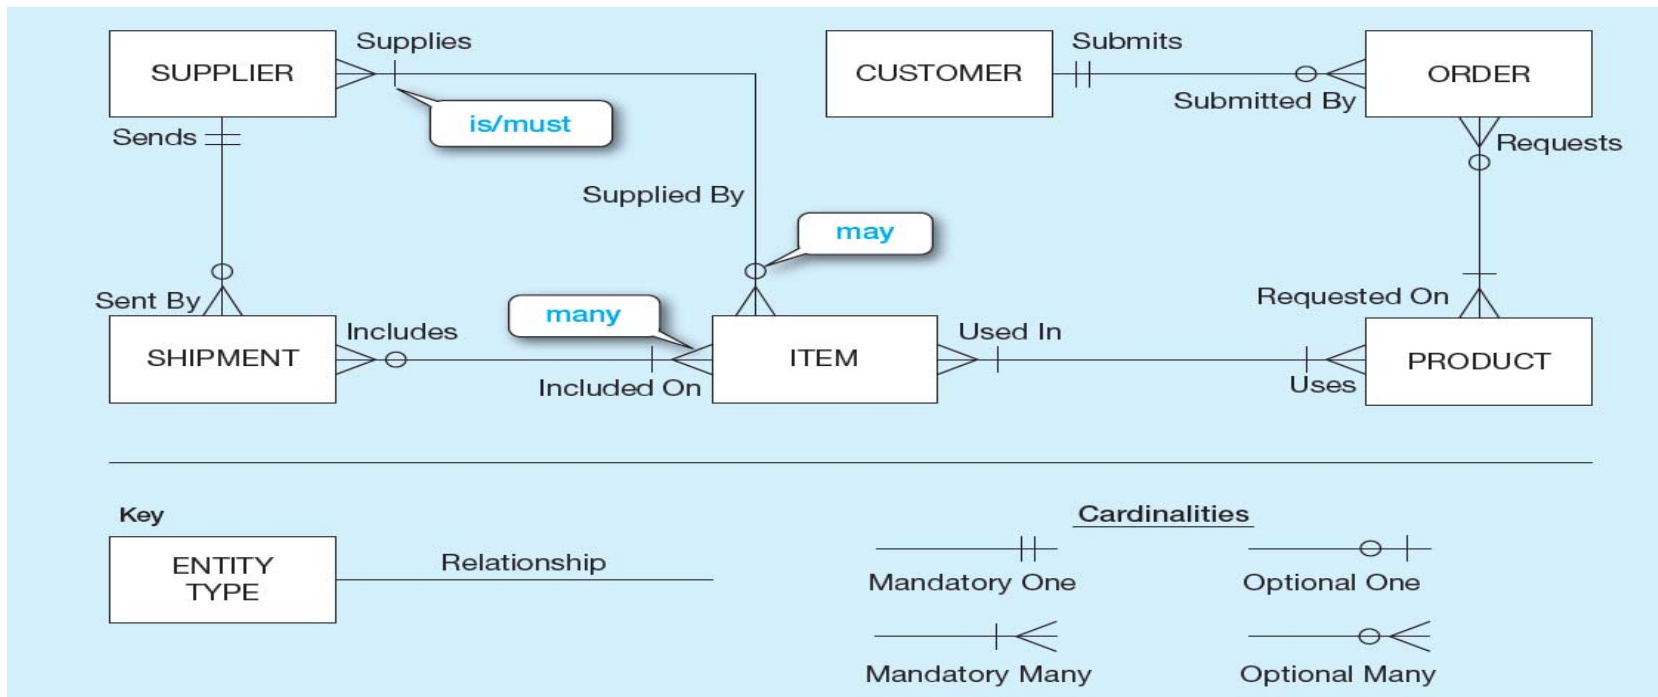 Supplies
Submits
SUPPLIER
CUSTOMER
ORDER
Submitted By
is/must
Sends
Requests
Supplied By
may
Sent By
many
Requested On
Includes
Used In
SHIPMENT
ITEM
PRODUCT
Included On
Uses
Key
Cardinalities
ENTITY
TYPE
Relationship
Mandatory One
Optional One
Mandatory Many
Optional Many